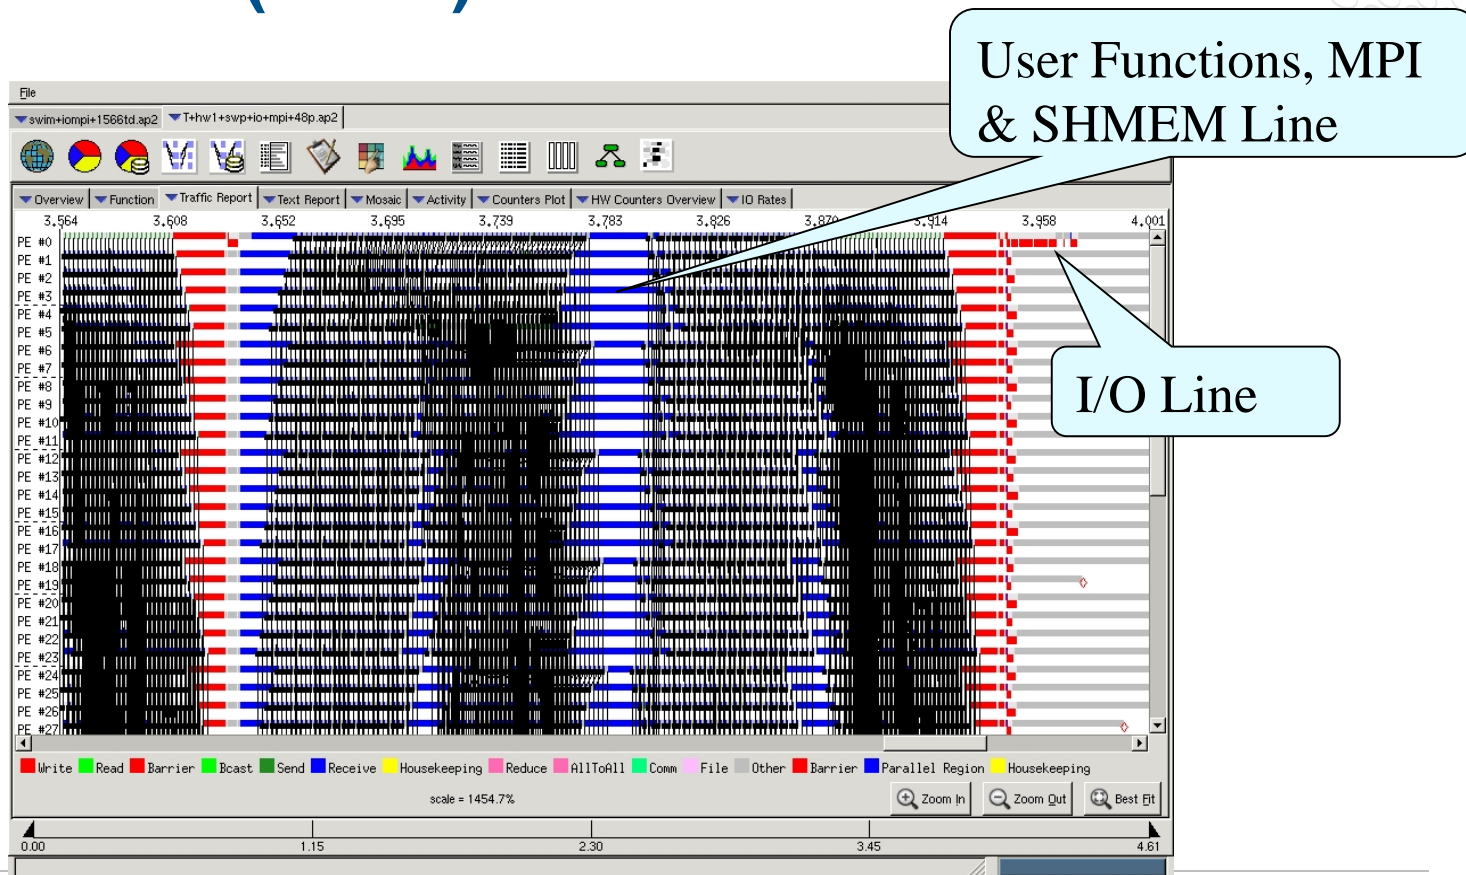 User Functions, MPI
& SHMEM Line
File
swim+iompi+1566td.ap2 T+hw1+swp+io+mpi+48p.ap2
Overview Function Traffic Report Text Report Mosaic Activity Counters Plot HW Counters Overview IO Rates
3.564 3.608 3.652 3.695 3.739 3.783 3.826 3.870 3.914 3.958 4.001
PE #0
PE #1
PE #2
PE #3
PE #4
PE #5
PE #6
PE #7
PE #8
PE #9
PE #10
PE #11
PE #12
PE #13
PE #14
PE #15
PE #16
PE #17
PE #18
PE #19
PE #20
PE #21
PE #22
PE #23
PE #24
PE #25
PE #26
PE #27
I/O Line
Write Read Barrier Bcast Send Receive Housekeeping Reduce AllToAll Comm File Other Barrier Parallel Region Housekeeping
scale = 1454.7% Zoom In Zoom Out Best Fit
0.00 1.15 2.30 3.45 4.61